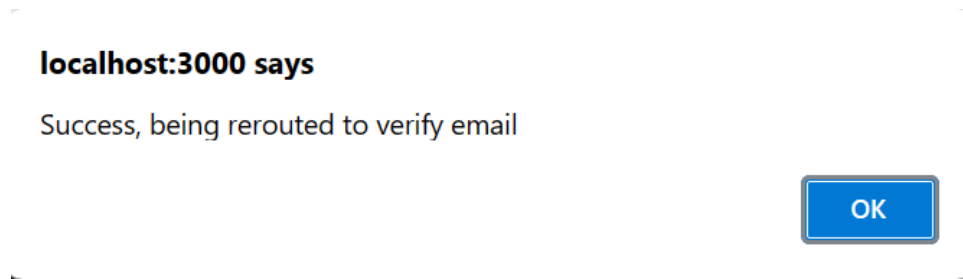 localhost:3000 says
Success, being rerouted to verify email
OK